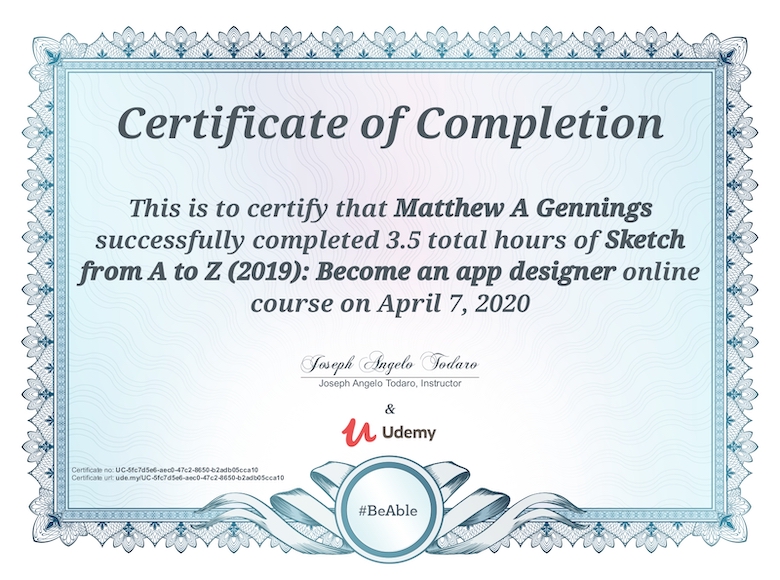 Certificate of Completion
This is to certify that Matthew A Gennings
successfully completed 3.5 total hours of Sketch
from A to Z (2019): Become an app designer online
course on April 7, 2020
Joseph Angelo Todaro
Joseph Angelo Todaro, Instructor
&
Udemy
Certificate no: UC-5fc7d5e6-aec0-47c2-8650-b2adb05cca10
Certificate url: ude.my/UC-5fc7d5e6-aec0-47c2-8650-b2adb05cca10
#BeAble